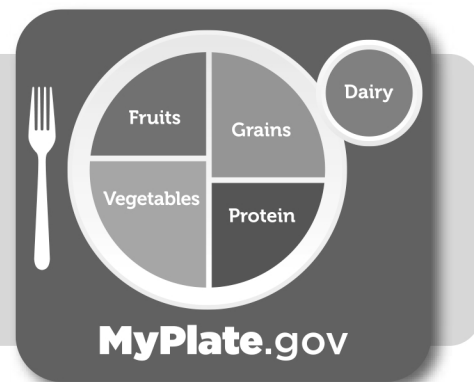 Fruits
Grains
Dairy
Vegetables
Protein
MyPlate.gov